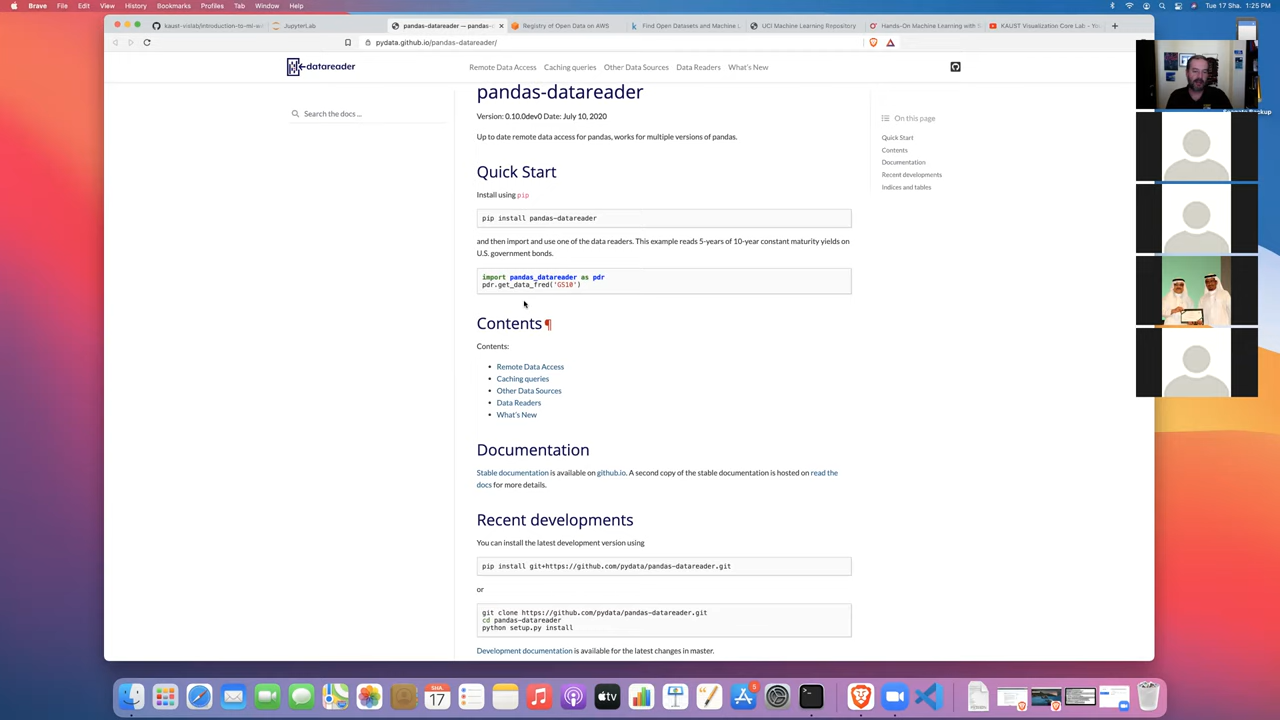 Brave File Edit View History Bookmarks Profiles Tab Window Help
Tue 17 Sha. 1:25 PM
kaust-vislab/introduction-to-ml-w
JupyterLab
pandas-datareader — pandas-
Registry of Open Data on AWS
Find Open Datasets and Machine L
UCI Machine Learning Repository
Hands-On Machine Learning with S
KAUST Visualization Core Lab -
pydata.github.io/pandas-datareader/
datareader
Remote Data Access Caching queries Other Data Sources Data Readers What's New
Search the docs ...
pandas-datareader
Version: 0.10.0dev0 Date: July 10, 2020
Up to date remote data access for pandas, works for multiple versions of pandas.
Quick Start
Install using pip
pip install pandas-datareader
and then import and use one of the data readers. This example reads 5-years of 10-year constant maturity yields on
U.S. government bonds.
import pandas_datareader as pdr
pdr.get_data_fred('GS10')
Contents¶
Contents:
• Remote Data Access
• Caching queries
• Other Data Sources
• Data Readers
• What's New
Documentation
Stable documentation is available on github.io. A second copy of the stable documentation is hosted on read the
docs for more details.
Recent developments
You can install the latest development version using
pip install git+https://github.com/pydata/pandas-datareader.git
or
git clone https://github.com/pydata/pandas-datareader.git
cd pandas-datareader
python setup.py install
Development documentation is available for the latest changes in master.
On this page
Quick Start
Contents
Documentation
Recent developments
Indices and tables
Backup
SHA
17
tv